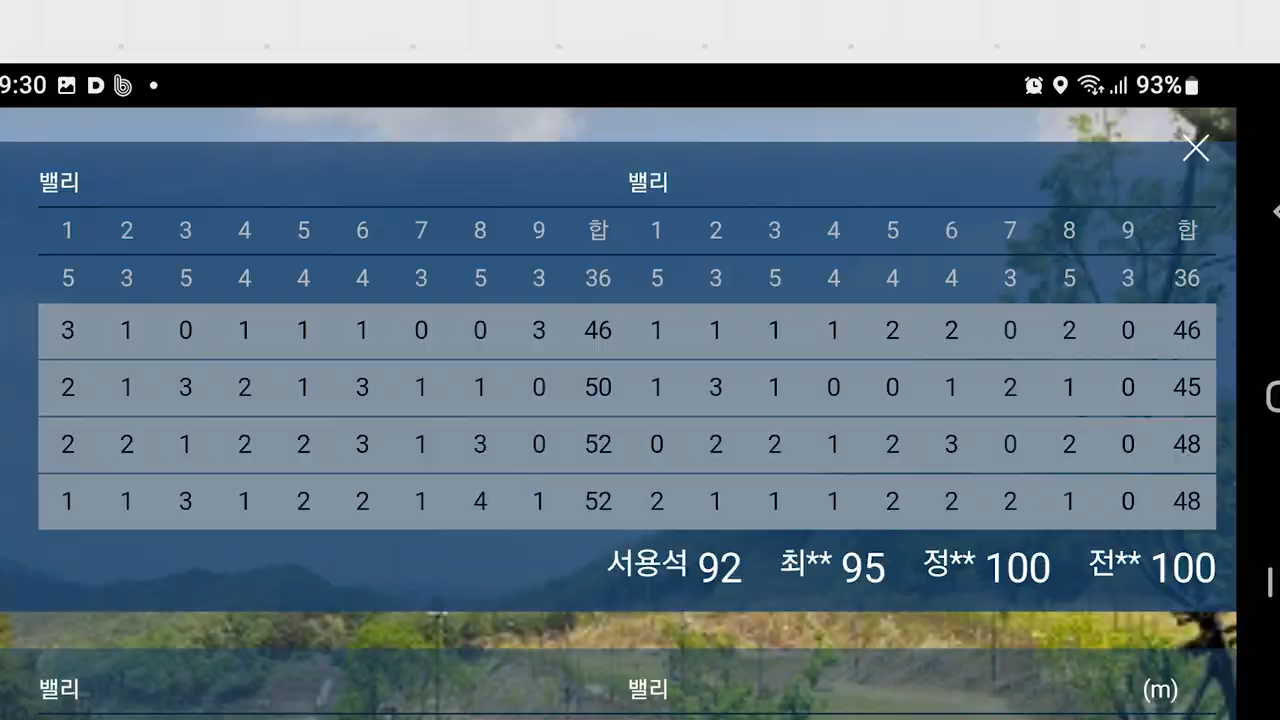 9:30 93%
밸리 밸리
1 2 3 4 5 6 7 8 9 합 1 2 3 4 5 6 7 8 9 합
5 3 5 4 4 4 3 5 3 36 5 3 5 4 4 4 3 5 3 36
3 1 0 1 1 1 0 0 3 46 1 1 1 1 2 2 0 2 0 46
2 1 3 2 1 3 1 1 0 50 1 3 1 0 0 1 2 1 0 45
2 2 1 2 2 3 1 3 0 52 0 2 2 1 2 3 0 2 0 48
1 1 3 1 2 2 1 4 1 52 2 1 1 1 2 2 2 1 0 48
서용석 92 최** 95 정** 100 전** 100
밸리 밸리 (m)